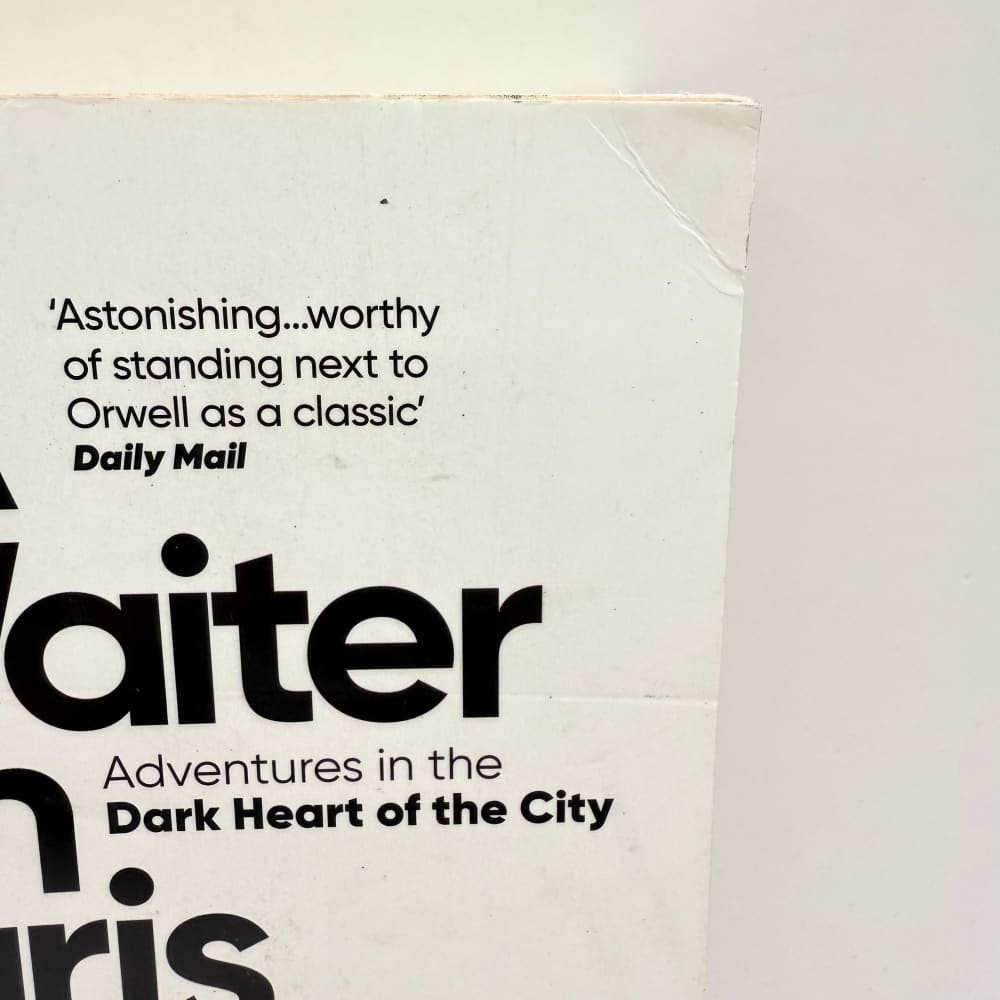 'Astonishing...worthy
of standing next to
Orwell as a classic'
Daily Mail
aiter
Adventures in the
Dark Heart of the City
ris